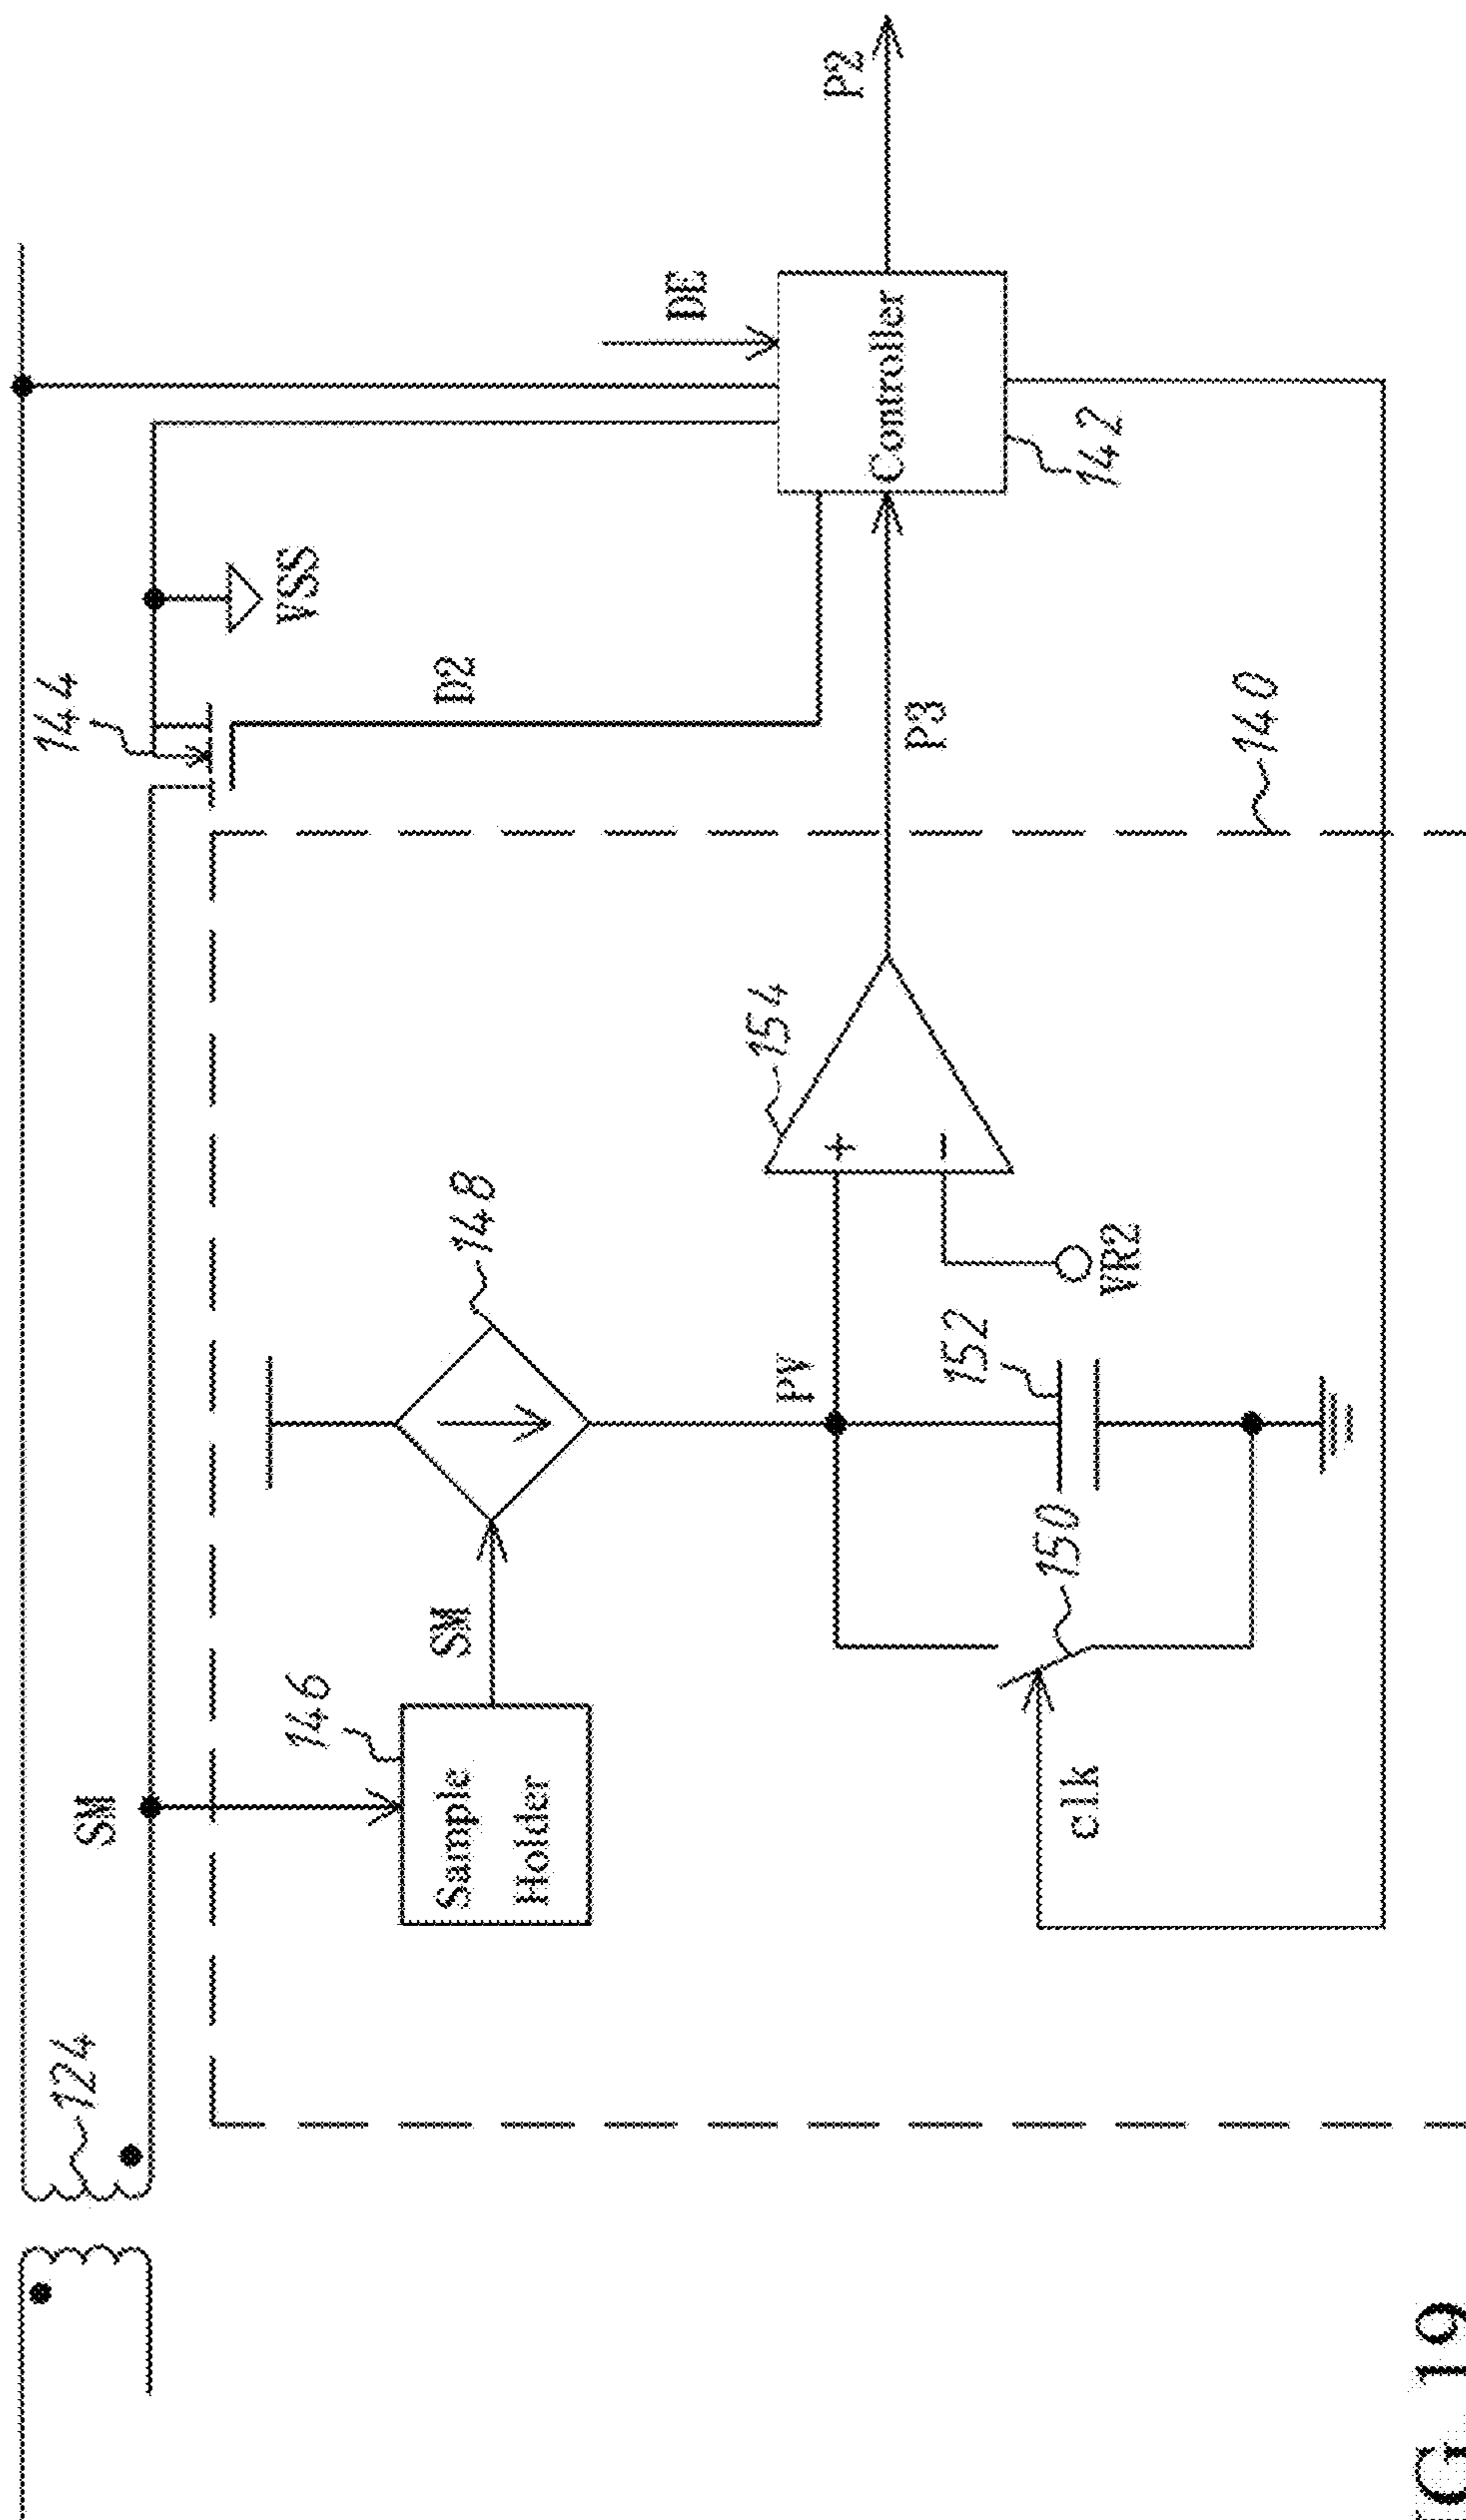 124
SM
144
VSS
D2
DE
P2
Controller
142
146
Sample
Holder
SM
148
PV
154
+
-
P3
VR2
152
150
clk
140
G. 19